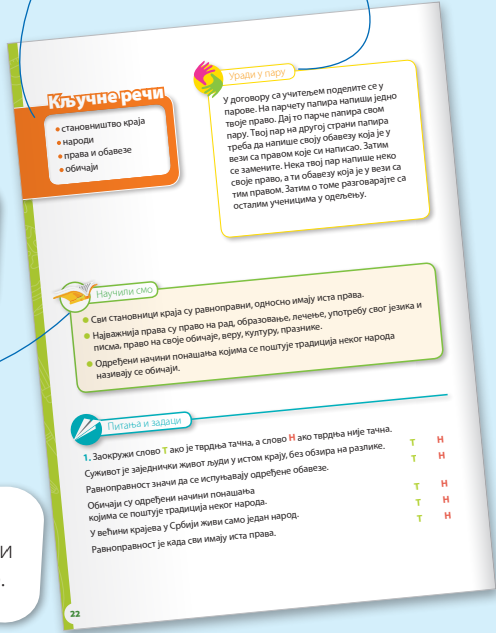 Кључне речи
• становништво краја
• народи
• права и обавезе
• обичаји
Уради у пару
У договору са учитељем поделите се у
парове. На парчету папира напиши једно
твоје право. Дај то парче папира свом
пару. Твој пар на другој страни папира
треба да напише своју обавезу која је у
вези са правом које си написао. Затим
се замените. Нека твој пар напише неко
своје право, а ти обавезу која је у вези са
тим правом. Затим о томе разговарајте са
осталим ученицима у одељењу.
Научили смо
• Сви становници краја су равноправни, односно имају иста права.
• Најважнија права су право на рад, образовање, лечење, употребу свог језика и
писма, право на своје обичаје, веру, културу, празнике.
• Одређени начини понашања којима се поштује традиција неког народа
називају се обичаји.
Питања и задаци
1. Заокружи слово Т ако је тврдња тачна, а слово Н ако тврдња није тачна.
Суживот је заједнички живот људи у истом крају, без обзира на разлике. Т Н
Равноправност значи да се испуњавају одређене обавезе. Т Н
Обичаји су одређени начини понашања
којима се поштује традиција неког народа. Т Н
У већини крајева у Србији живи само један народ. Т Н
Равноправност је када сви имају иста права. Т Н
22
И
.